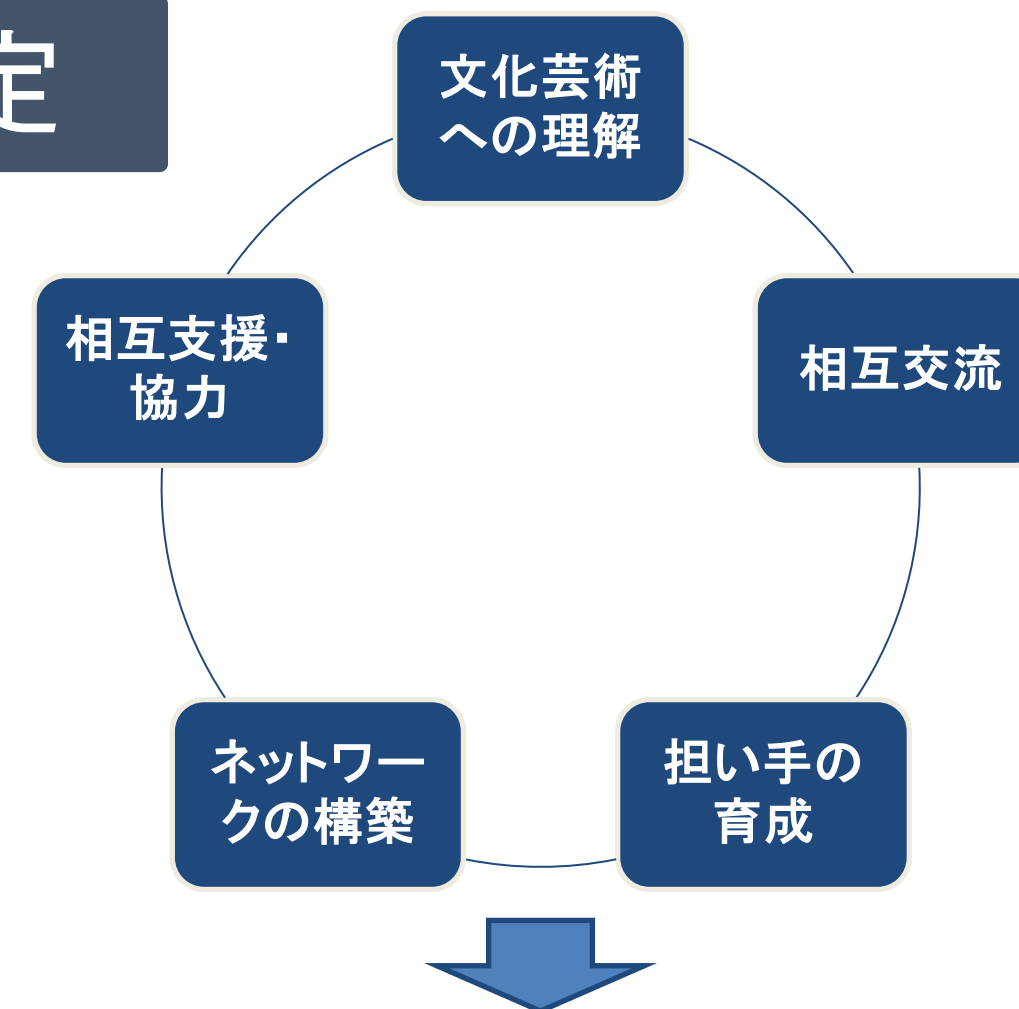 定
文化芸術
への理解
相互支援・
協力
相互交流
ネットワー
クの構築
担い手の
育成